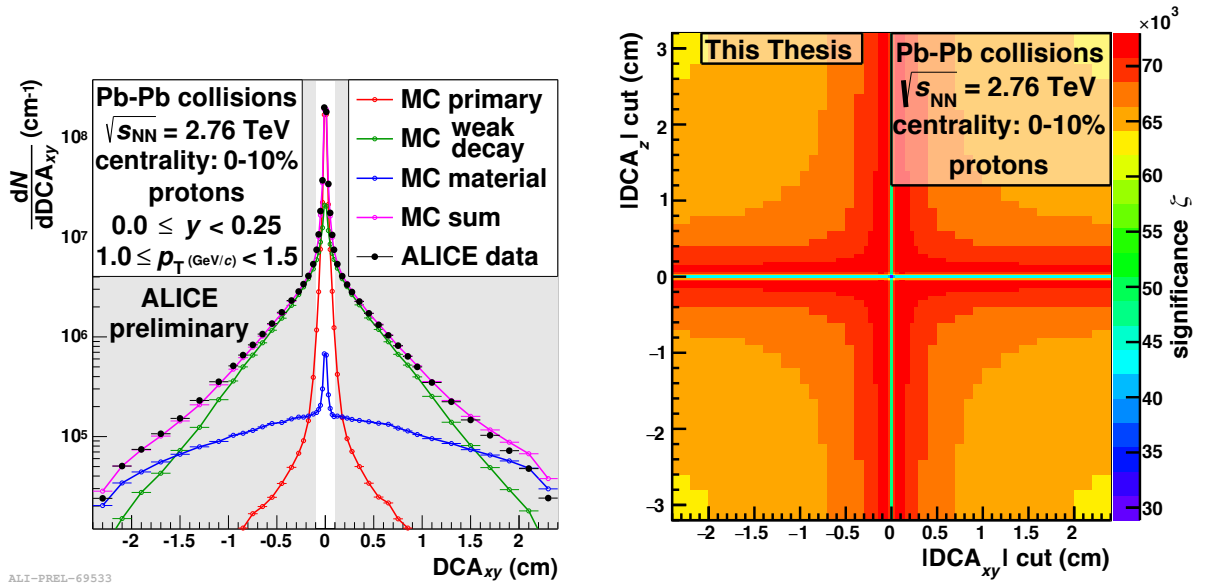 Pb-Pb collisions
√sNN = 2.76 TeV
centrality: 0-10%
protons
0.0 ≤ y < 0.25
1.0 ≤ pT (GeV/c) < 1.5
MC primary
MC weak decay
MC material
MC sum
ALICE data
ALICE
preliminary
dN/dDCAxy (cm-1)
10^8
10^7
10^6
10^5
−2 −1.5 −1 −0.5 0 0.5 1 1.5 2
DCAxy (cm)
ALI-PREL-69533
This Thesis
Pb-Pb collisions
√sNN = 2.76 TeV
centrality: 0-10%
protons
|DCAz| cut (cm)
3
2
1
0
−1
−2
−3
−2 −1 0 1 2
|DCAxy| cut (cm)
×10^3
70
65
60
55
50
45
40
35
30
significance ζ